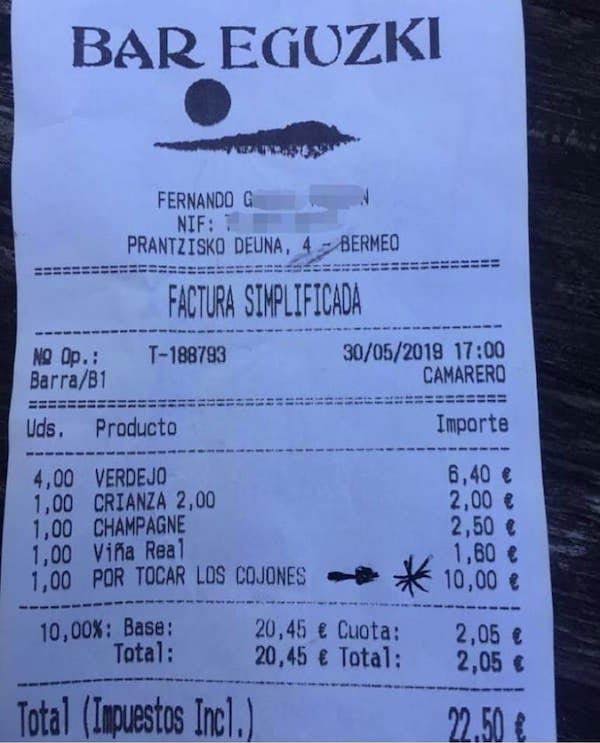 BAR EGUZKI
FERNANDO G N
NIF:
PRANTZISKO DEUNA, 4 - BERMEO
FACTURA SIMPLIFICADA
Nº Op.: T-188793 30/05/2019 17:00
Barra/B1 CAMARERO
Uds. Producto Importe
4,00 VERDEJO 6,40 €
1,00 CRIANZA 2,00 2,00 €
1,00 CHAMPAGNE 2,50 €
1,00 Viña Real 1,60 €
1,00 POR TOCAR LOS COJONES 10,00 €
10,00%: Base: 20,45 € Cuota: 2,05 €
Total: 20,45 € Total: 2,05 €
Total (Impuestos Incl.) 22,50 €